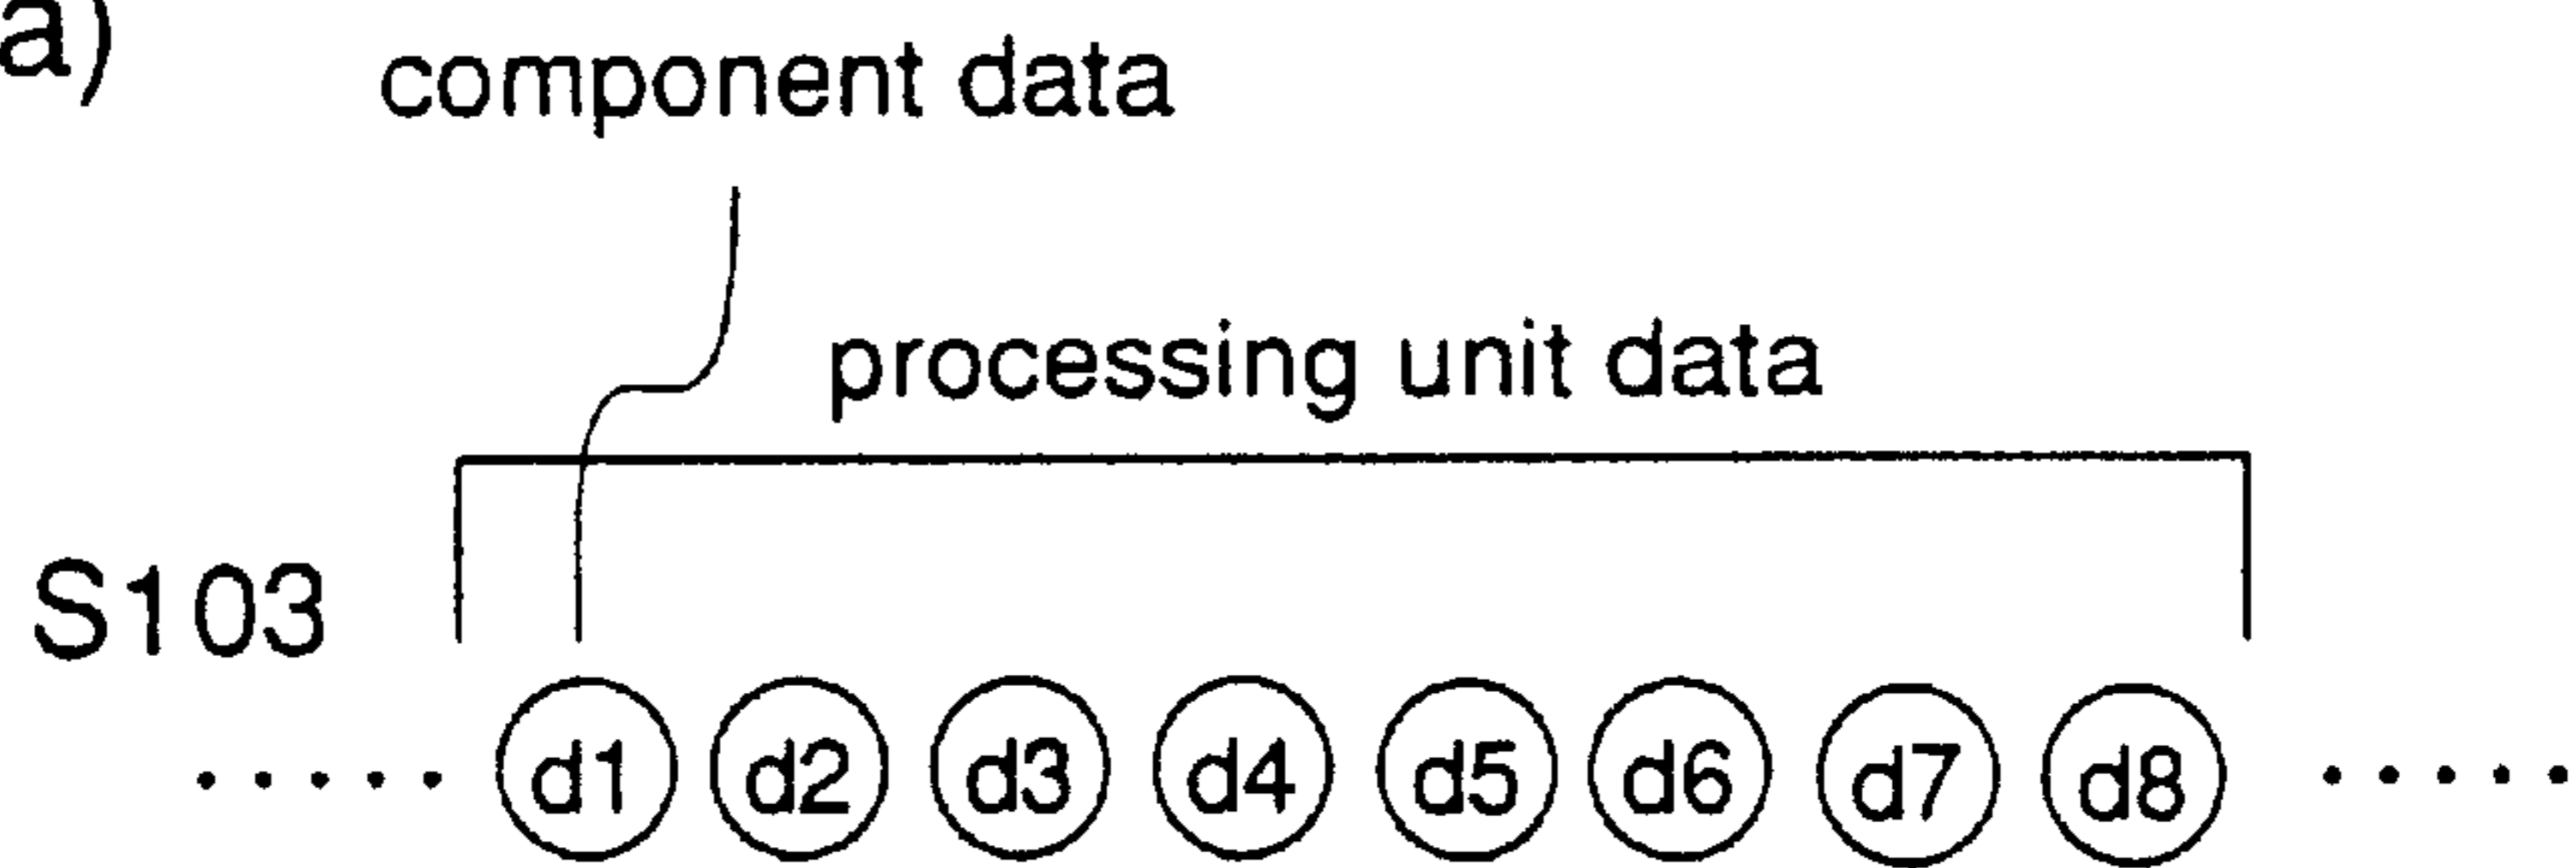 a)
component data
processing unit data
S103
..... d1 d2 d3 d4 d5 d6 d7 d8 .....